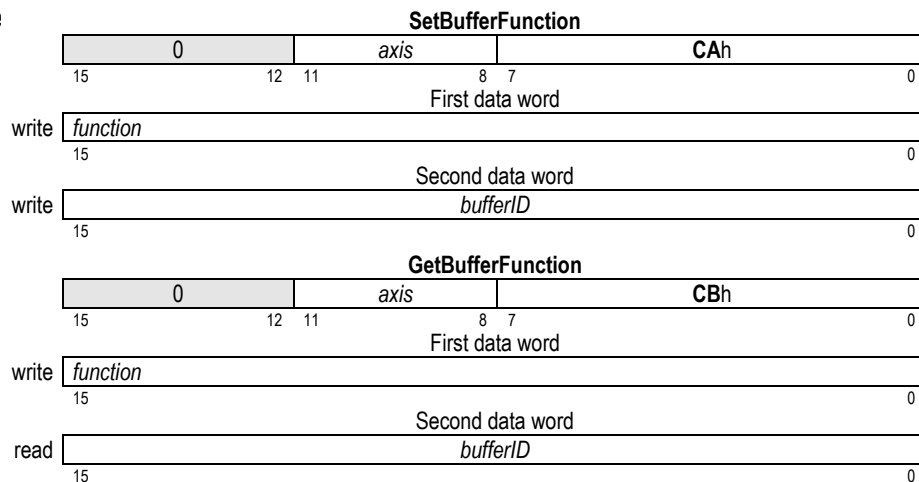 e
SetBufferFunction
0 axis CAh
15 12 11 8 7 0
First data word
write function
15 0
Second data word
write bufferID
15 0
GetBufferFunction
0 axis CBh
15 12 11 8 7 0
First data word
write function
15 0
Second data word
read bufferID
15 0